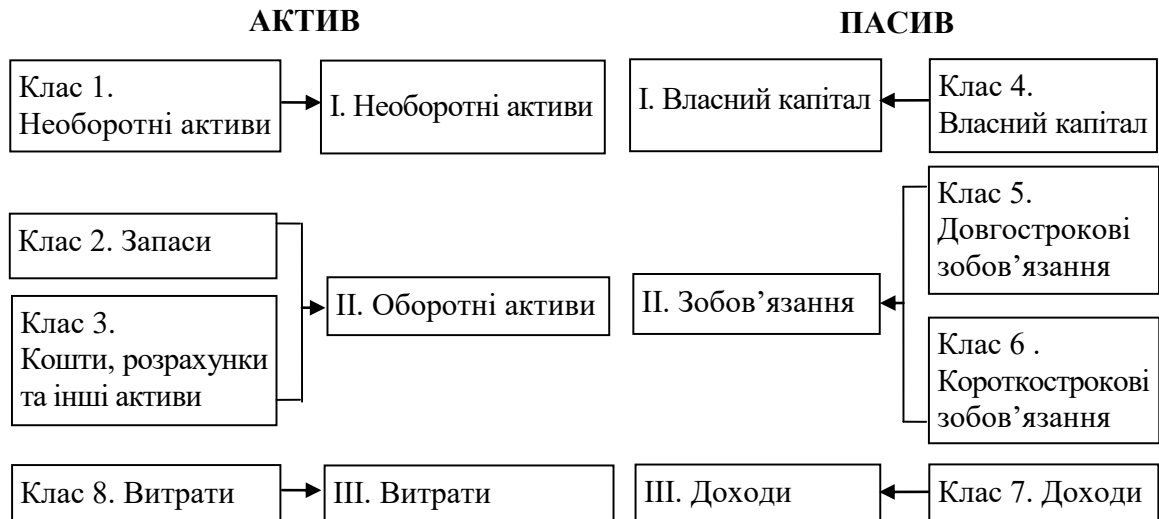 АКТИВ
ПАСИВ
Клас 1.
Необоротні активи
І. Необоротні активи
І. Власний капітал
Клас 4.
Власний капітал
Клас 2. Запаси
Клас 3.
Кошти, розрахунки
та інші активи
ІІ. Оборотні активи
ІІ. Зобов’язання
Клас 5.
Довгострокові
зобов’язання
Клас 6 .
Короткострокові
зобов’язання
Клас 8. Витрати
ІІІ. Витрати
ІІІ. Доходи
Клас 7. Доходи